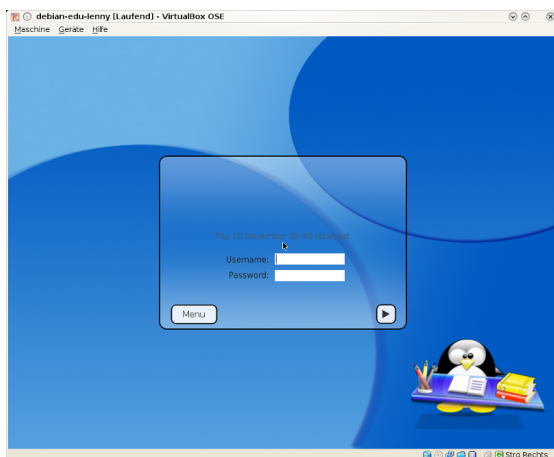 debian-edu-lenny [Laufend] - VirtualBox OSE
Maschine Geräte Hilfe
Username:
Password:
Menu
Strg Rechts